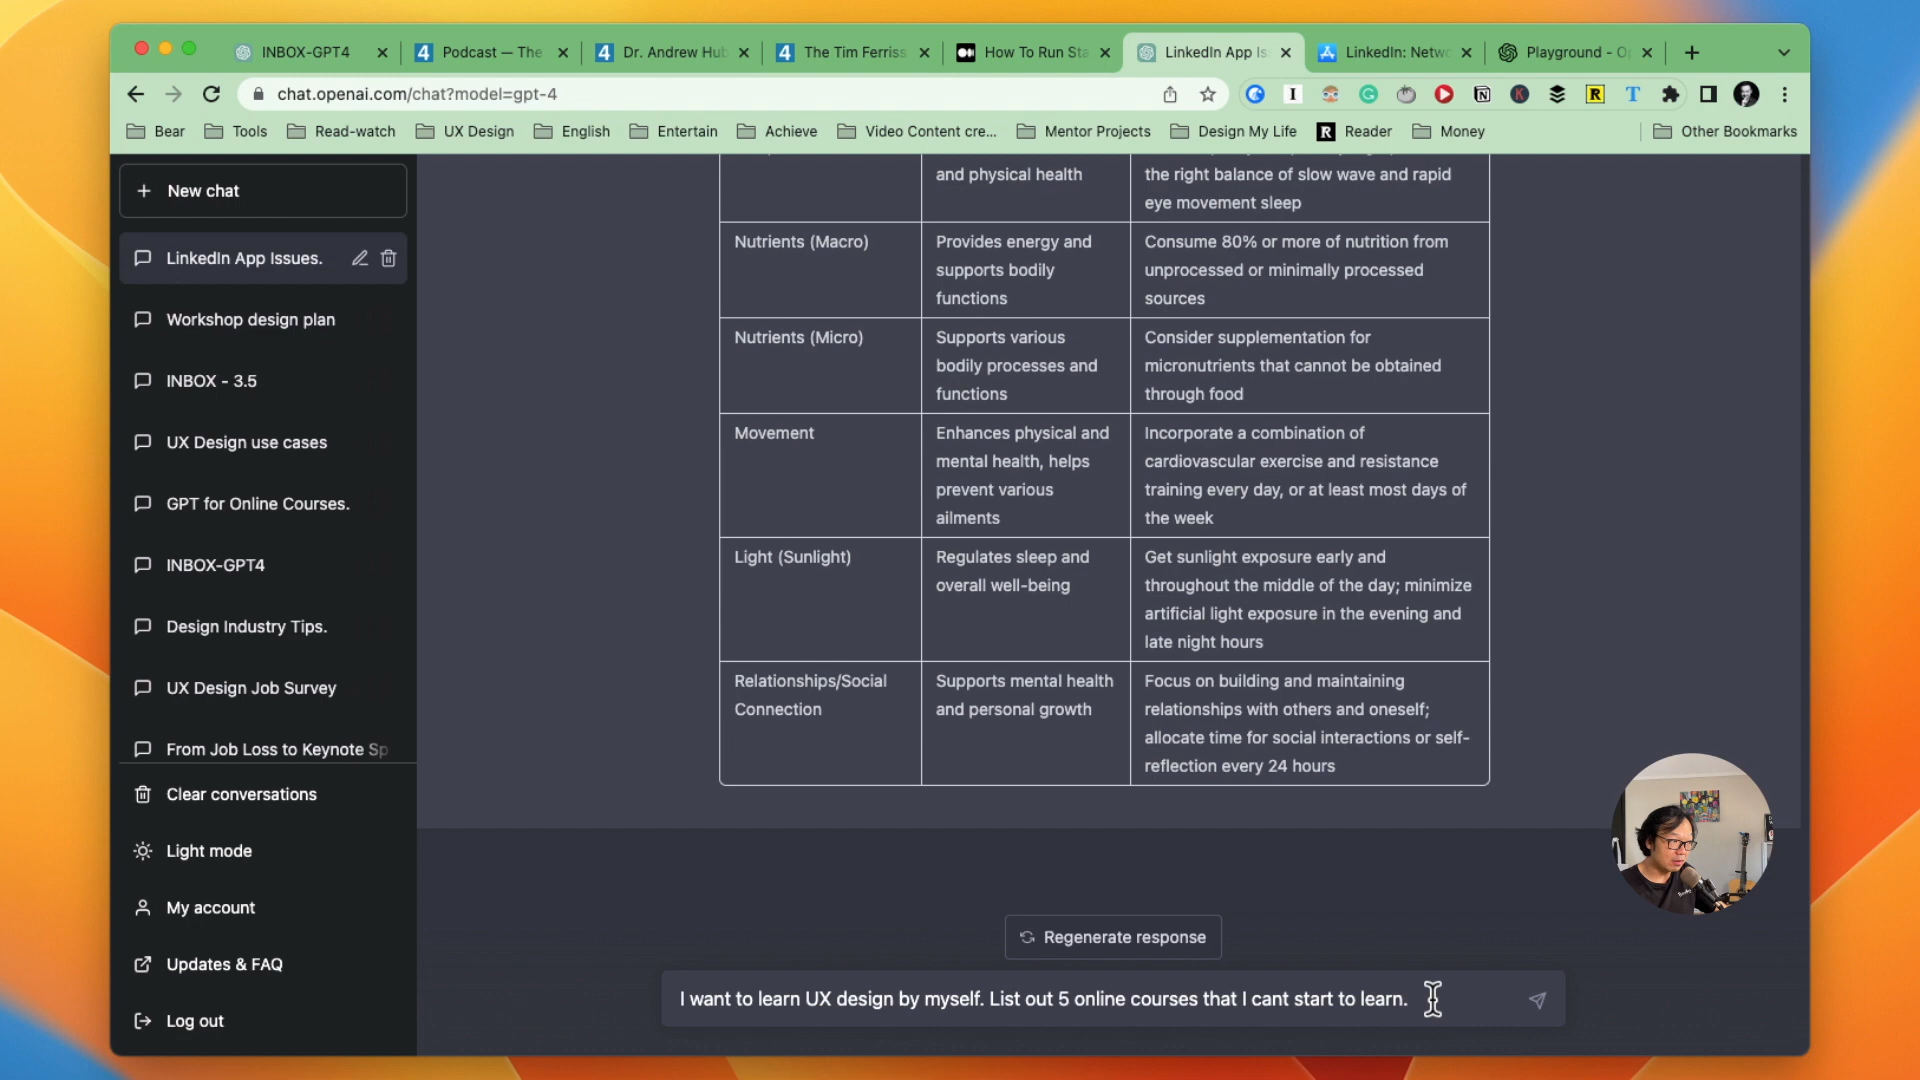 INBOX-GPT4
Podcast — The
Dr. Andrew Hub
The Tim Ferriss
How To Run Sta
LinkedIn App Is
LinkedIn: Netwo
Playground - O
chat.openai.com/chat?model=gpt-4
Bear
Tools
Read-watch
UX Design
English
Entertain
Achieve
Video Content cre...
Mentor Projects
Design My Life
R Reader
Money
Other Bookmarks
New chat
LinkedIn App Issues.
Workshop design plan
INBOX - 3.5
UX Design use cases
GPT for Online Courses.
INBOX-GPT4
Design Industry Tips.
UX Design Job Survey
From Job Loss to Keynote Sp
Clear conversations
Light mode
My account
Updates & FAQ
Log out
and physical health
the right balance of slow wave and rapid
eye movement sleep
Nutrients (Macro)
Provides energy and
supports bodily
functions
Consume 80% or more of nutrition from
unprocessed or minimally processed
sources
Nutrients (Micro)
Supports various
bodily processes and
functions
Consider supplementation for
micronutrients that cannot be obtained
through food
Movement
Enhances physical and
mental health, helps
prevent various
ailments
Incorporate a combination of
cardiovascular exercise and resistance
training every day, or at least most days of
the week
Light (Sunlight)
Regulates sleep and
overall well-being
Get sunlight exposure early and
throughout the middle of the day; minimize
artificial light exposure in the evening and
late night hours
Relationships/Social
Connection
Supports mental health
and personal growth
Focus on building and maintaining
relationships with others and oneself;
allocate time for social interactions or self-
reflection every 24 hours
Regenerate response
I want to learn UX design by myself. List out 5 online courses that I cant start to learn.